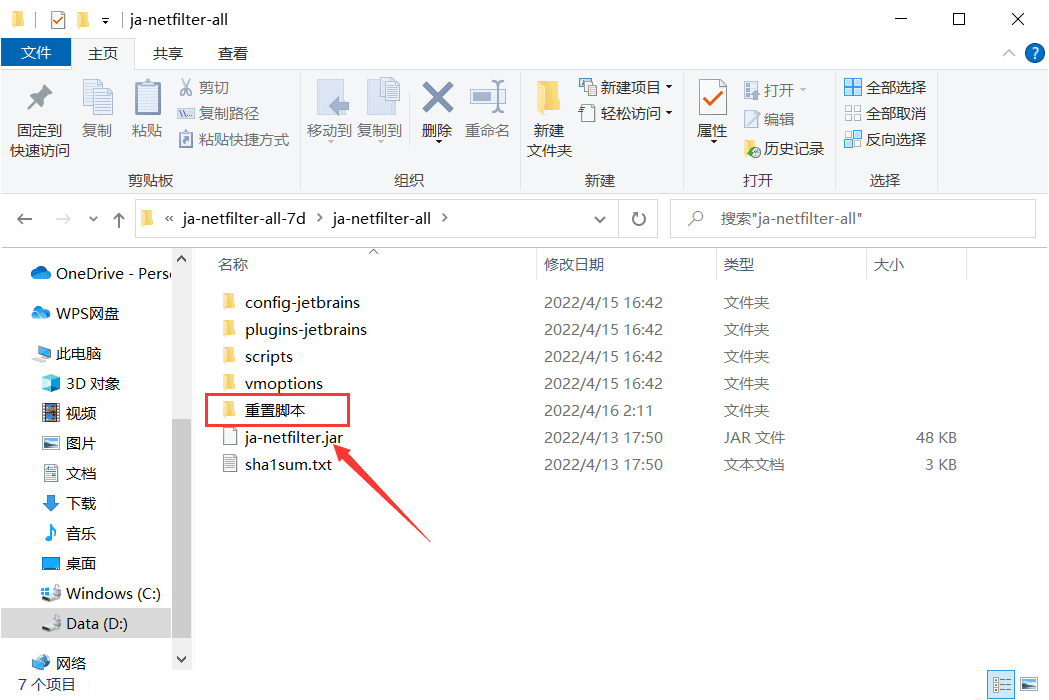 ja-netfilter-all
文件 主页 共享 查看
固定到
快速访问
复制
粘贴
剪切
复制路径
粘贴快捷方式
剪贴板
移动到 复制到 删除 重命名
组织
新建
文件夹
新建项目
轻松访问
新建
属性
打开
编辑
历史记录
打开
全部选择
全部取消
反向选择
选择
« ja-netfilter-all-7d > ja-netfilter-all >
搜索"ja-netfilter-all"
OneDrive - Pers
WPS网盘
此电脑
3D 对象
视频
图片
文档
下载
音乐
桌面
Windows (C:)
Data (D:)
网络
名称 修改日期 类型 大小
config-jetbrains 2022/4/15 16:42 文件夹
plugins-jetbrains 2022/4/15 16:42 文件夹
scripts 2022/4/15 16:42 文件夹
vmoptions 2022/4/15 16:42 文件夹
重置脚本 2022/4/16 2:11 文件夹
ja-netfilter.jar 2022/4/13 17:50 JAR 文件 48 KB
sha1sum.txt 2022/4/13 17:50 文本文档 3 KB
7 个项目